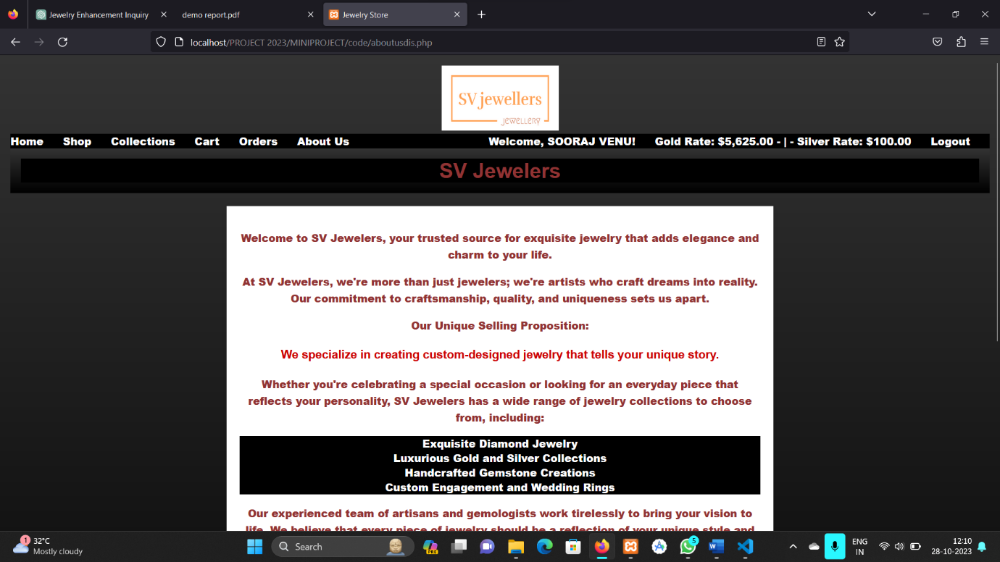 Jewelry Enhancement Inquiry
demo report.pdf
Jewelry Store
localhost/PROJECT 2023/MINIPROJECT/code/aboutusdis.php
SV jewellers
JEWELLERY
Home Shop Collections Cart Orders About Us Welcome, SOORAJ VENU! Gold Rate: $5,625.00 - | - Silver Rate: $100.00 Logout
SV Jewelers
Welcome to SV Jewelers, your trusted source for exquisite jewelry that adds elegance and
charm to your life.
At SV Jewelers, we're more than just jewelers; we're artists who craft dreams into reality.
Our commitment to craftsmanship, quality, and uniqueness sets us apart.
Our Unique Selling Proposition:
We specialize in creating custom-designed jewelry that tells your unique story.
Whether you're celebrating a special occasion or looking for an everyday piece that
reflects your personality, SV Jewelers has a wide range of jewelry collections to choose
from, including:
Exquisite Diamond Jewelry
Luxurious Gold and Silver Collections
Handcrafted Gemstone Creations
Custom Engagement and Wedding Rings
Our experienced team of artisans and gemologists work tirelessly to bring your vision to
life. We believe that every piece of jewelry should be a reflection of your unique style and
1
32°C
Mostly cloudy
Search
PRE
5
ENG
IN
12:10
28-10-2023